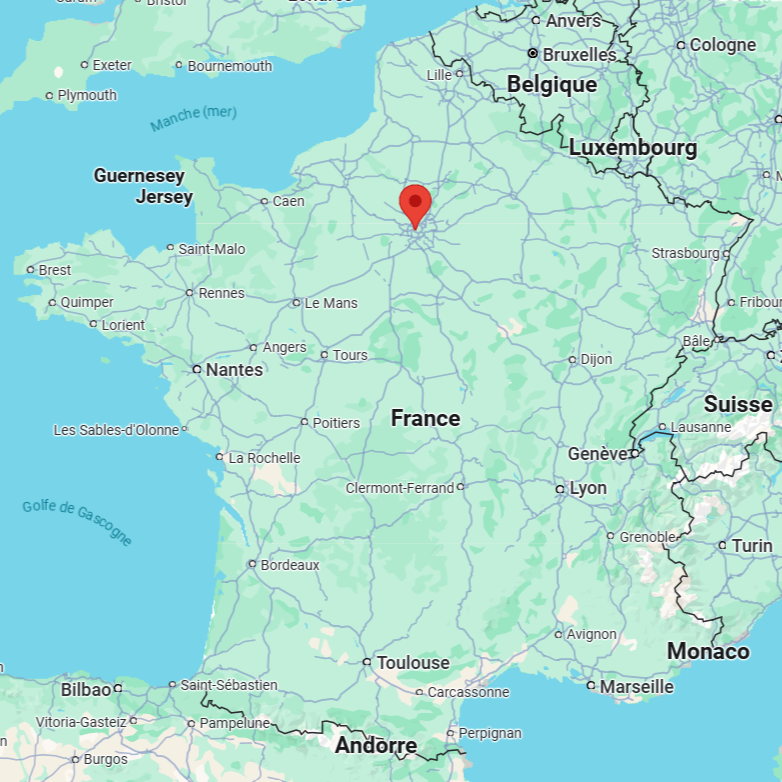 Bristol
Anvers
Bruxelles
Cologne
Exeter
Bournemouth
Lille
Belgique
Plymouth
Manche (mer)
Luxembourg
Guernesey
Jersey
Caen
Saint-Malo
Strasbourg
Brest
Quimper
Rennes
Le Mans
Lorient
Angers
Tours
Bâle
Dijon
Nantes
Suisse
France
Les Sables-d'Olonne
Poitiers
Lausanne
La Rochelle
Genève
Clermont-Ferrand
Lyon
Golfe de Gascogne
Grenoble
Turin
Bordeaux
Avignon
Monaco
Toulouse
Bilbao
Saint-Sébastien
Carcassonne
Marseille
Vitoria-Gasteiz
Pampelune
Perpignan
Andorre
Burgos